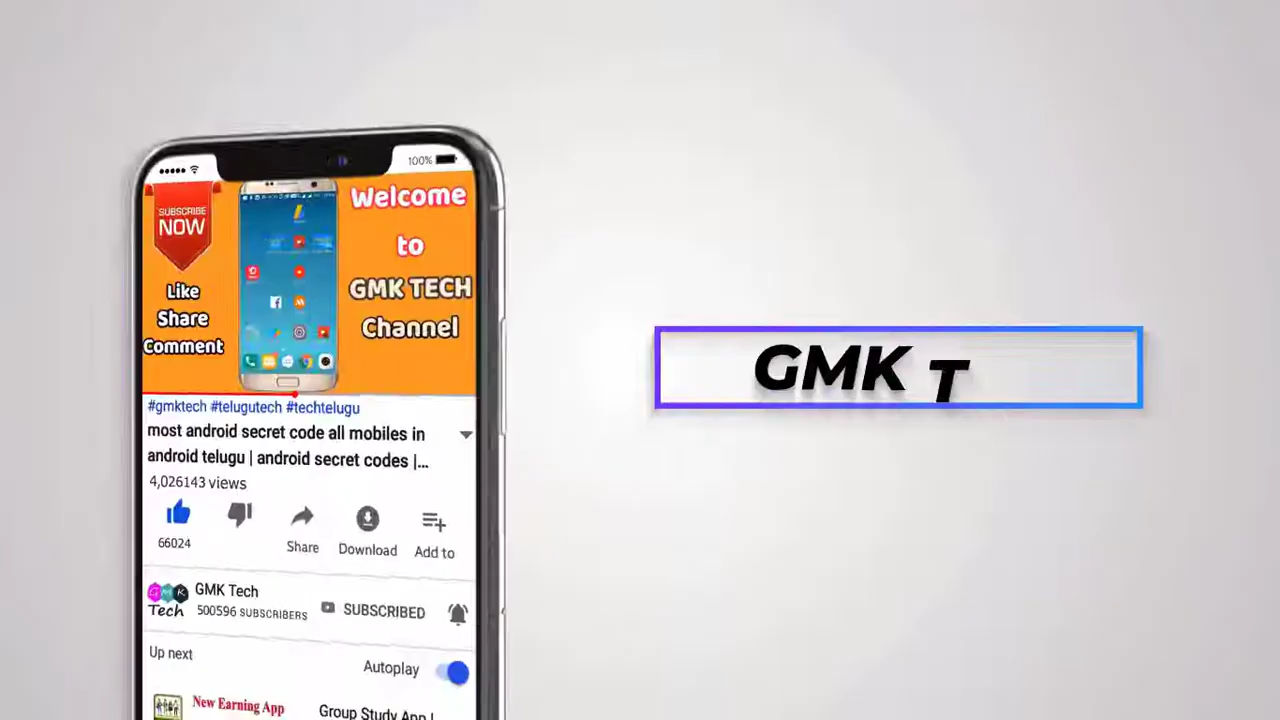 100%
SUBSCRIBE
NOW
Like
Share
Comment
Welcome
to
GMK TECH
Channel
#gmktech #telugutech #techtelugu
most android secret code all mobiles in
android telugu | android secret codes |...
4,026143 views
66024
Share
Download
Add to
GMK
Tech
GMK Tech
500596 SUBSCRIBERS
SUBSCRIBED
Up next
Autoplay
New Earning App
Group Study App |
GMK T